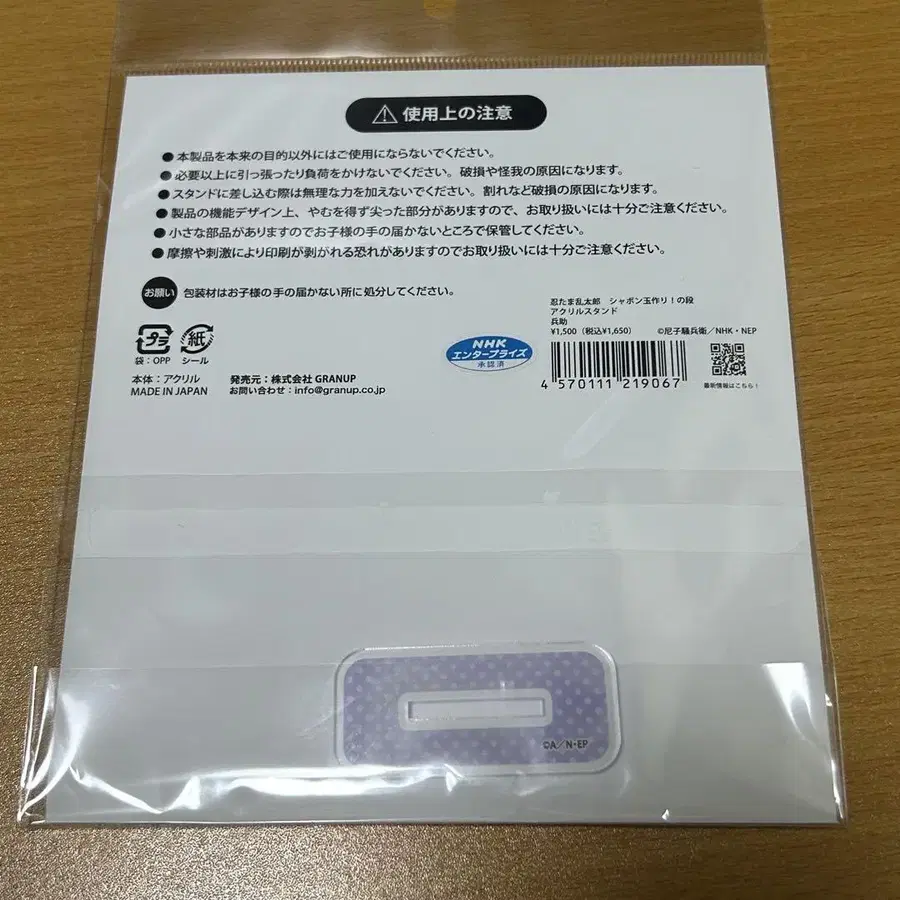 ⚠ 使用上の注意
●本製品を本来の目的以外にはご使用にならないでください。
●必要以上に引っ張ったり負荷をかけないでください。破損や怪我の原因になります。
●スタンドに差し込む際は無理な力を加えないでください。割れなど破損の原因になります。
●製品の機能デザイン上、やむを得ず尖った部分がありますので、お取り扱いには十分ご注意ください。
●小さな部品がありますのでお子様の手の届かないところで保管してください。
●摩擦や刺激により印刷が剥がれる恐れがありますのでお取り扱いには十分ご注意ください。
お願い 包装材はお子様の手の届かない所に処分してください。
プラ 紙
袋：OPP シール
本体：アクリル
MADE IN JAPAN
発売元：株式会社 GRANUP
お問い合わせ：info@granup.co.jp
NHK
エンタープライズ
承認済
忍たま乱太郎 シャボン玉作り！の段
アクリルスタンド
兵助
¥1,500（税込¥1,650） ©尼子騒兵衛／NHK・NEP
4 570111 219067
最新情報はこちら！
©A／N・EP